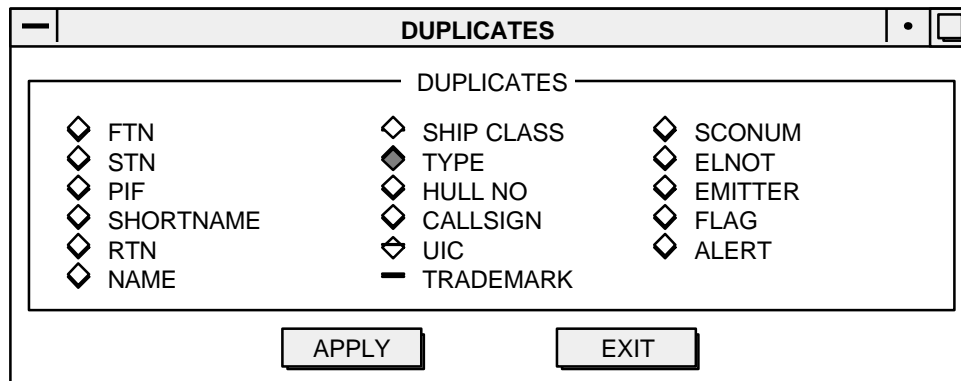 DUPLICATES
DUPLICATES
FTN
STN
PIF
SHORTNAME
RTN
NAME
SHIP CLASS
TYPE
HULL NO
CALLSIGN
UIC
TRADEMARK
SCONUM
ELNOT
EMITTER
FLAG
ALERT
APPLY
EXIT